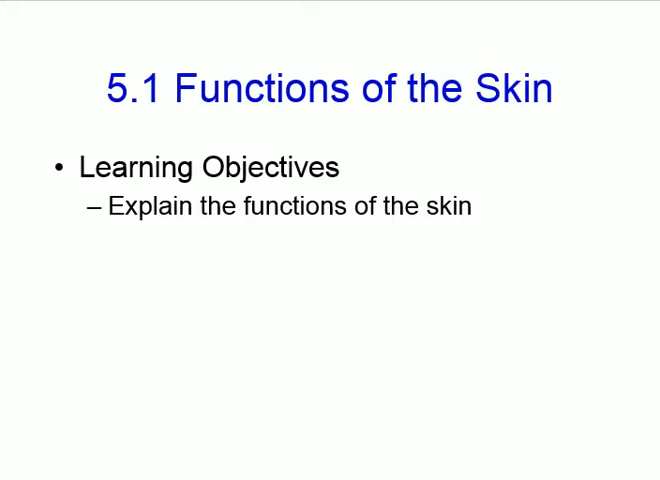 5.1 Functions of the Skin
• Learning Objectives
– Explain the functions of the skin